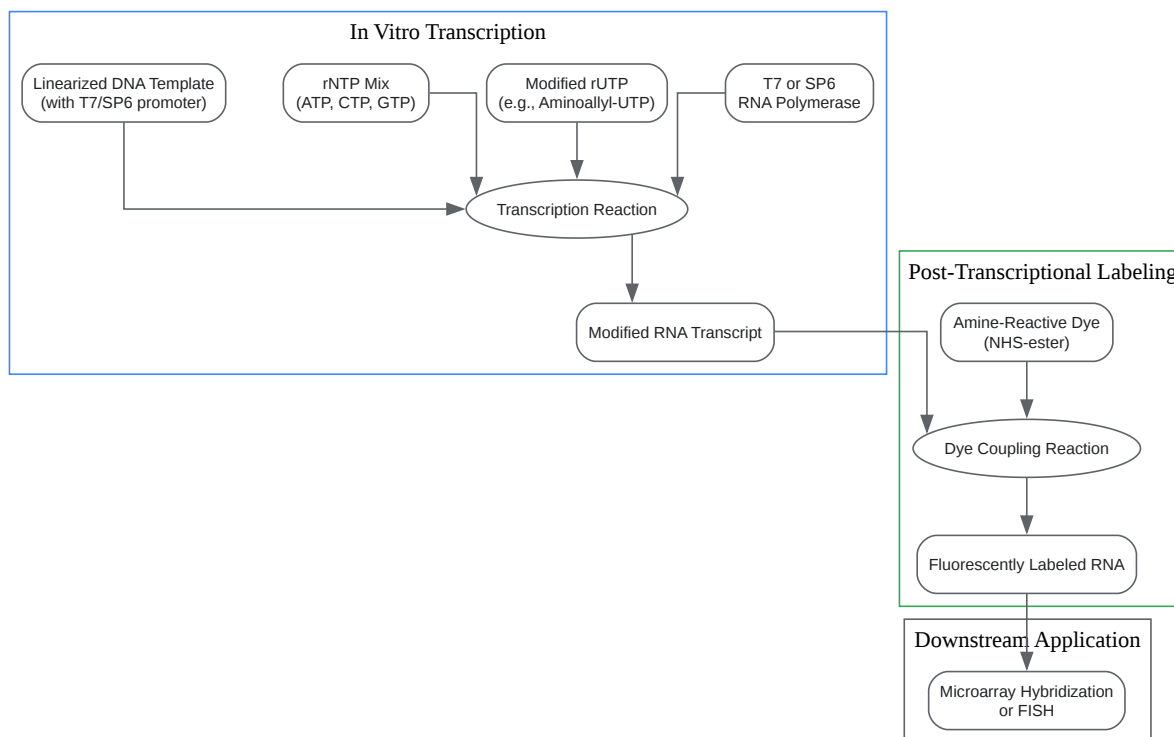 In Vitro Transcription
Linearized DNA Template
(with T7/SP6 promoter)
rNTP Mix
(ATP, CTP, GTP)
Modified rUTP
(e.g., Aminoallyl-UTP)
T7 or SP6
RNA Polymerase
Transcription Reaction
Modified RNA Transcript
Post-Transcriptional Labeling
Amine-Reactive Dye
(NHS-ester)
Dye Coupling Reaction
Fluorescently Labeled RNA
Downstream Application
Microarray Hybridization
or FISH